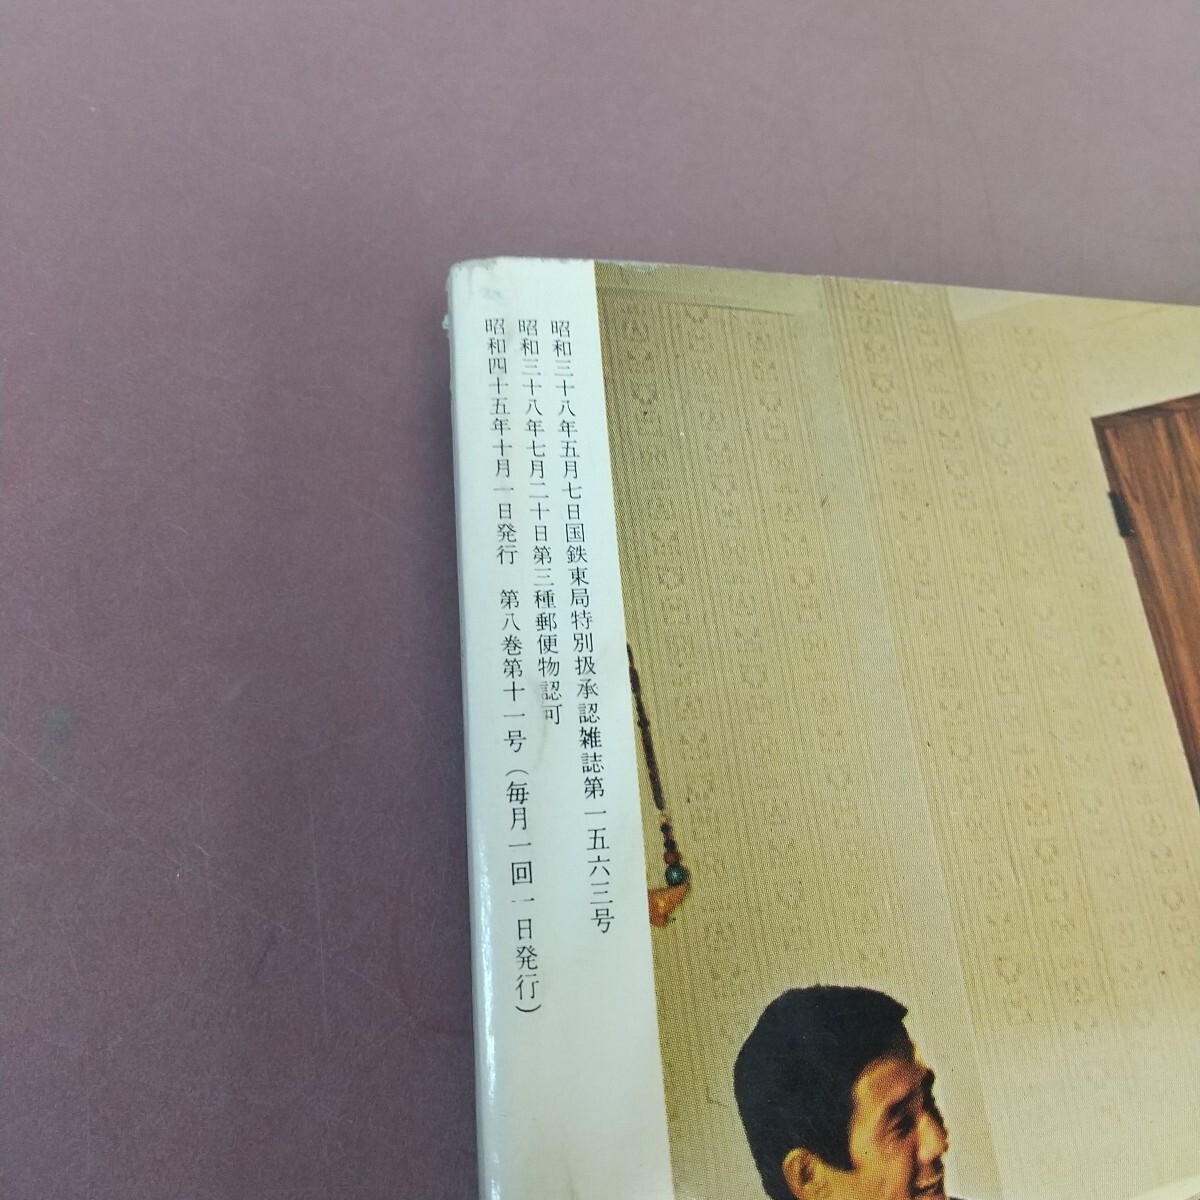 昭和三十八年五月七日国鉄東局特別扱承認雑誌第一五六三号
昭和三十八年七月二十日第三種郵便物認可
昭和四十五年十月一日発行　第八巻第十一号（毎月一回一日発行）